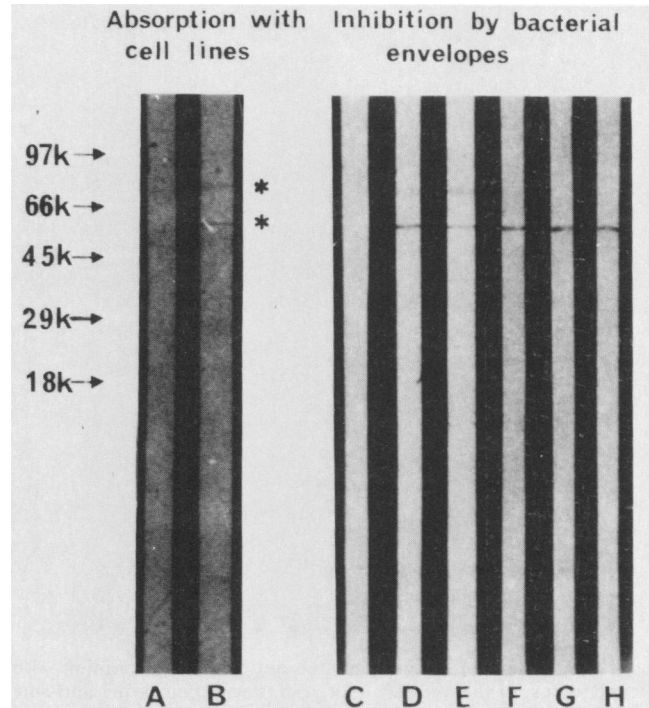 Absorption with cell lines
Inhibition by bacterial envelopes
97k→
66k→
45k→
29k→
18k→
*
*
A B C D E F G H